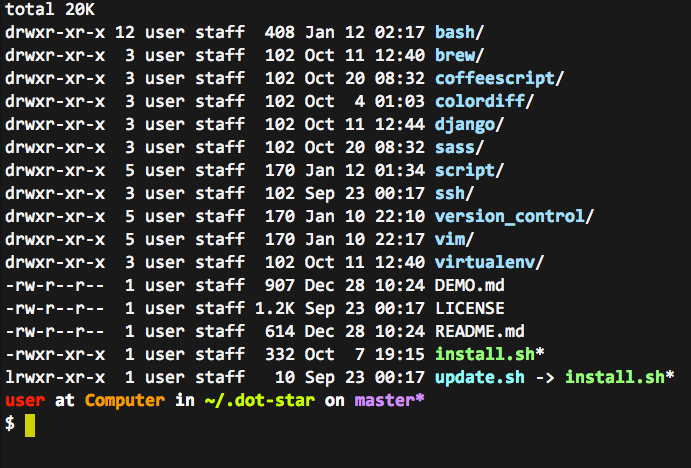 total 20K
drwxr-xr-x 12 user staff  408 Jan 12 02:17 bash/
drwxr-xr-x  3 user staff  102 Oct 11 12:40 brew/
drwxr-xr-x  3 user staff  102 Oct 20 08:32 coffeescript/
drwxr-xr-x  3 user staff  102 Oct  4 01:03 colordiff/
drwxr-xr-x  3 user staff  102 Oct 11 12:44 django/
drwxr-xr-x  3 user staff  102 Oct 20 08:32 sass/
drwxr-xr-x  5 user staff  170 Jan 12 01:34 script/
drwxr-xr-x  3 user staff  102 Sep 23 00:17 ssh/
drwxr-xr-x  5 user staff  170 Jan 10 22:10 version_control/
drwxr-xr-x  5 user staff  170 Jan 10 22:17 vim/
drwxr-xr-x  3 user staff  102 Oct 11 12:40 virtualenv/
-rw-r--r--  1 user staff  907 Dec 28 10:24 DEMO.md
-rw-r--r--  1 user staff 1.2K Sep 23 00:17 LICENSE
-rw-r--r--  1 user staff  614 Dec 28 10:24 README.md
-rwxr-xr-x  1 user staff  332 Oct  7 19:15 install.sh*
lrwxr-xr-x  1 user staff   10 Sep 23 00:17 update.sh -> install.sh*
user at Computer in ~/.dot-star on master*
$